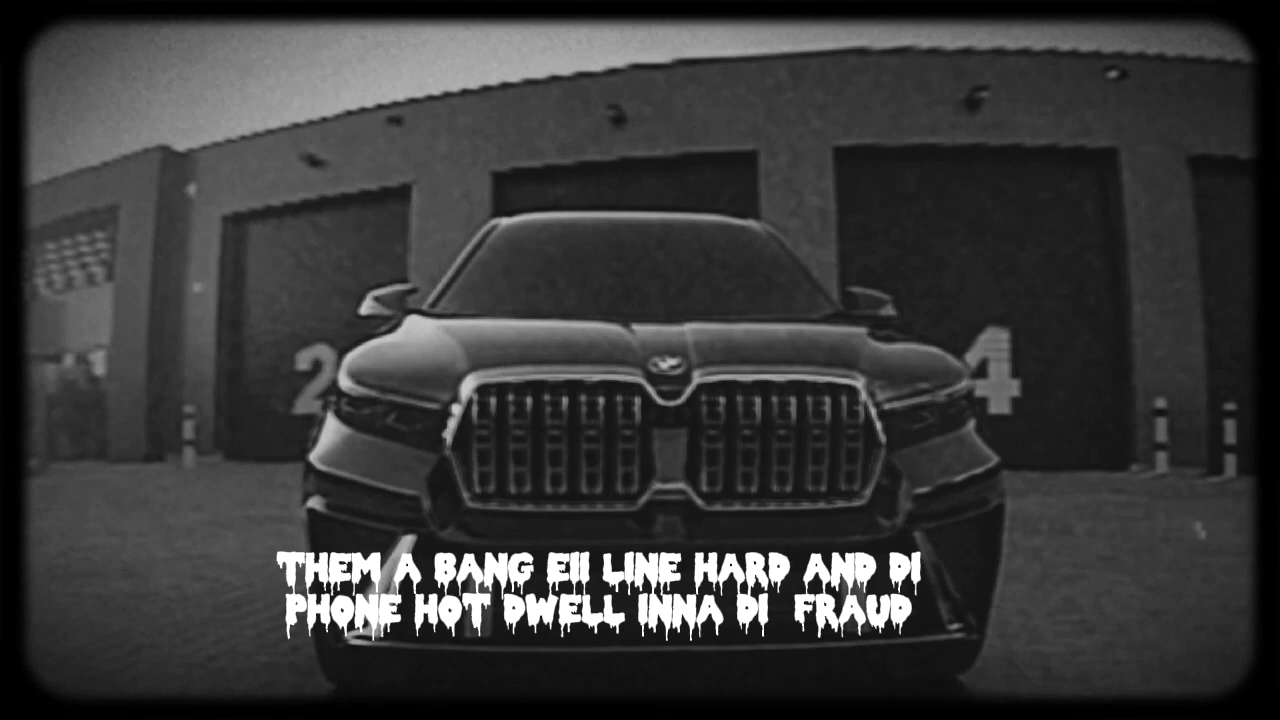 2
4
THEM A BANG EII LINE HARD AND DI
PHONE HOT DWELL INNA DI FRAUD